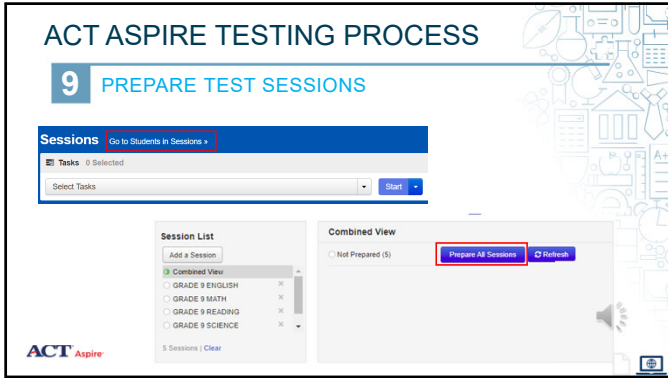 ACT ASPIRE TESTING PROCESS
9 PREPARE TEST SESSIONS
Sessions Go to Students in Sessions »
Tasks 0 Selected
Select Tasks Start
Session List
Add a Session
Combined View
GRADE 9 ENGLISH ×
GRADE 9 MATH ×
GRADE 9 READING ×
GRADE 9 SCIENCE ×
5 Sessions | Clear
Combined View
Not Prepared (5) Prepare All Sessions Refresh
ACT Aspire
A+